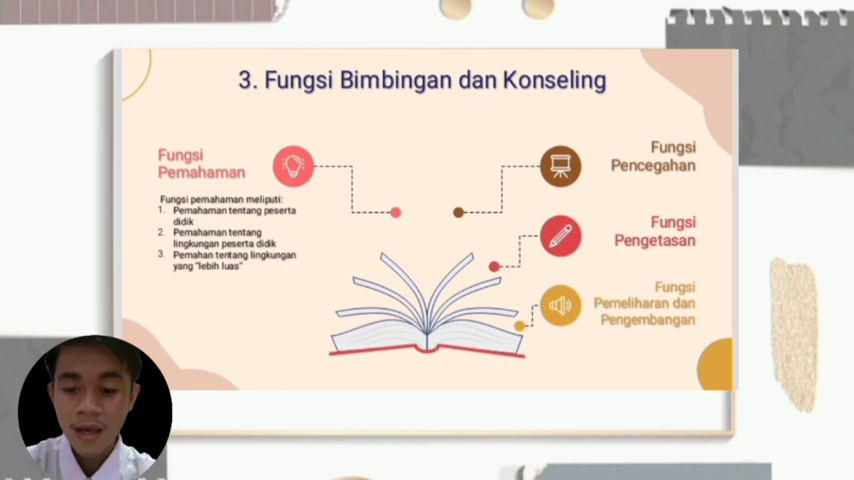 3. Fungsi Bimbingan dan Konseling
Fungsi
Pemahaman
Fungsi pemahaman meliputi:
1. Pemahaman tentang peserta
didik
2. Pemahaman tentang
lingkungan peserta didik
3. Pemahan tentang lingkungan
yang "lebih luas"
Fungsi
Pencegahan
Fungsi
Pengetasan
Fungsi
Pemeliharan dan
Pengembangan